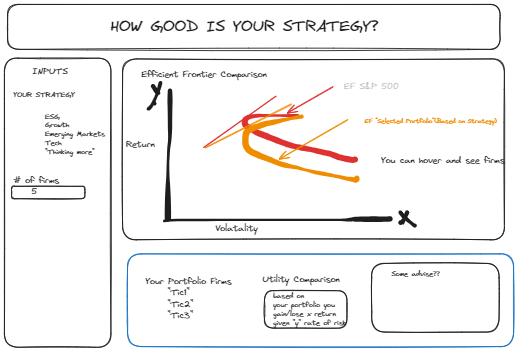 HOW GOOD IS YOUR STRATEGY?
INPUTS
YOUR STRATEGY
ESG
Growth
Emerging Markets
Tech
"Thinking more"
# of firms
5
Efficient Frontier Comparison
y
Return
EF S&P 500
EF "Selected Portfolio"(Based on Strategy)
You can hover and see firms
x
Volatality
Your Portfolio Firms
"Tic1"
"Tic2"
"Tic3"
Utility Comparison
based on
your portfolio you
gain/lose x return
given "y" rate of risk
Some advise??